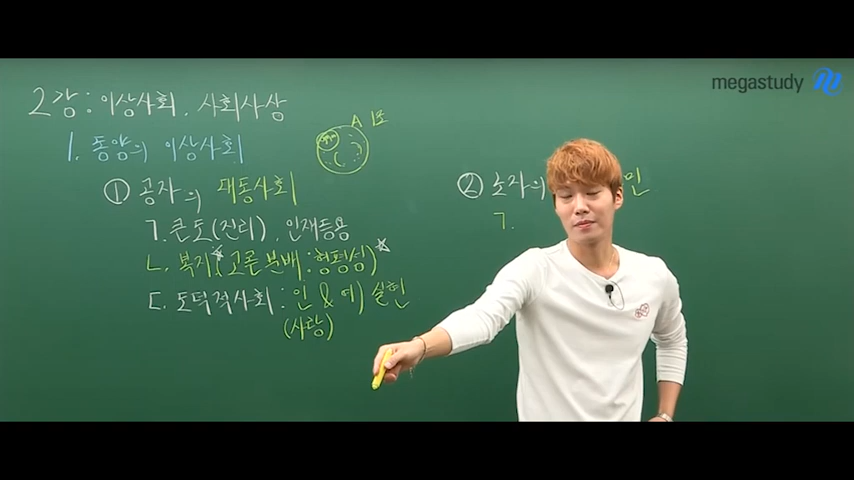 megastudy
2강 : 이상사회, 사회사상
1. 동양의 이상사회
A 포
① 공자의 대동사회
ㄱ. 큰 도(진리), 인재등용
ㄴ. 복지(고른 분배 : 형평성)
ㄷ. 도덕적사회 : 인 & 예) 실현
(사랑)
② 노자의 민
ㄱ.